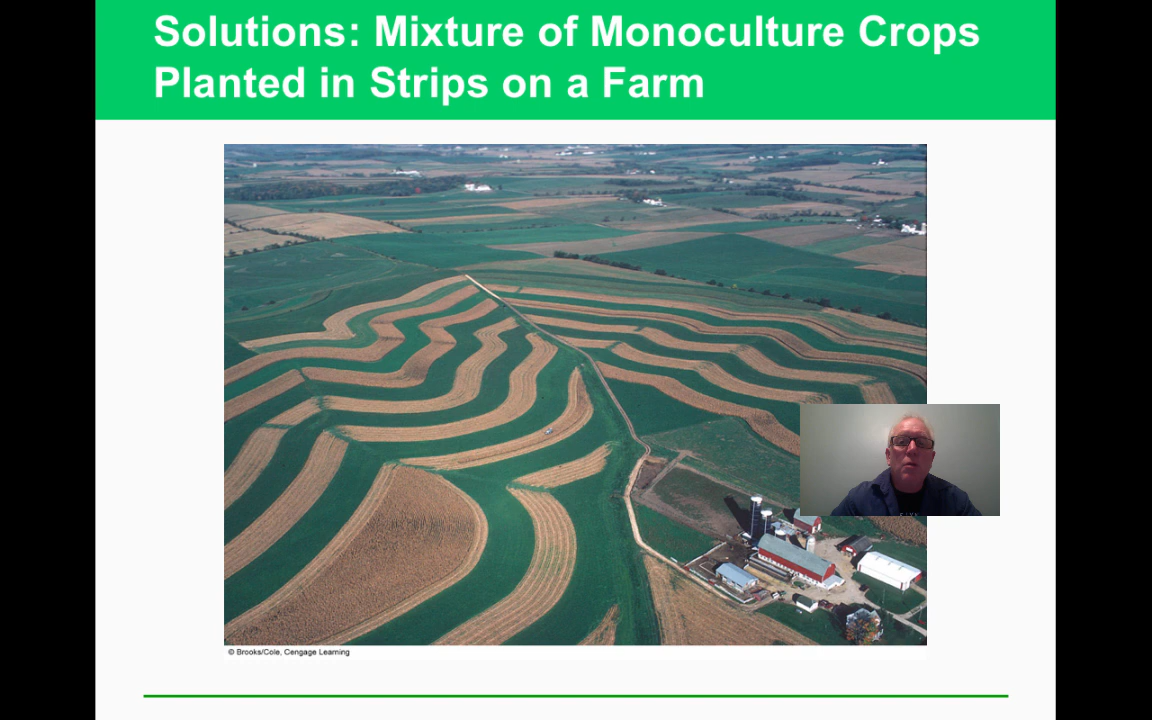 Solutions: Mixture of Monoculture Crops
Planted in Strips on a Farm
© Brooks/Cole, Cengage Learning